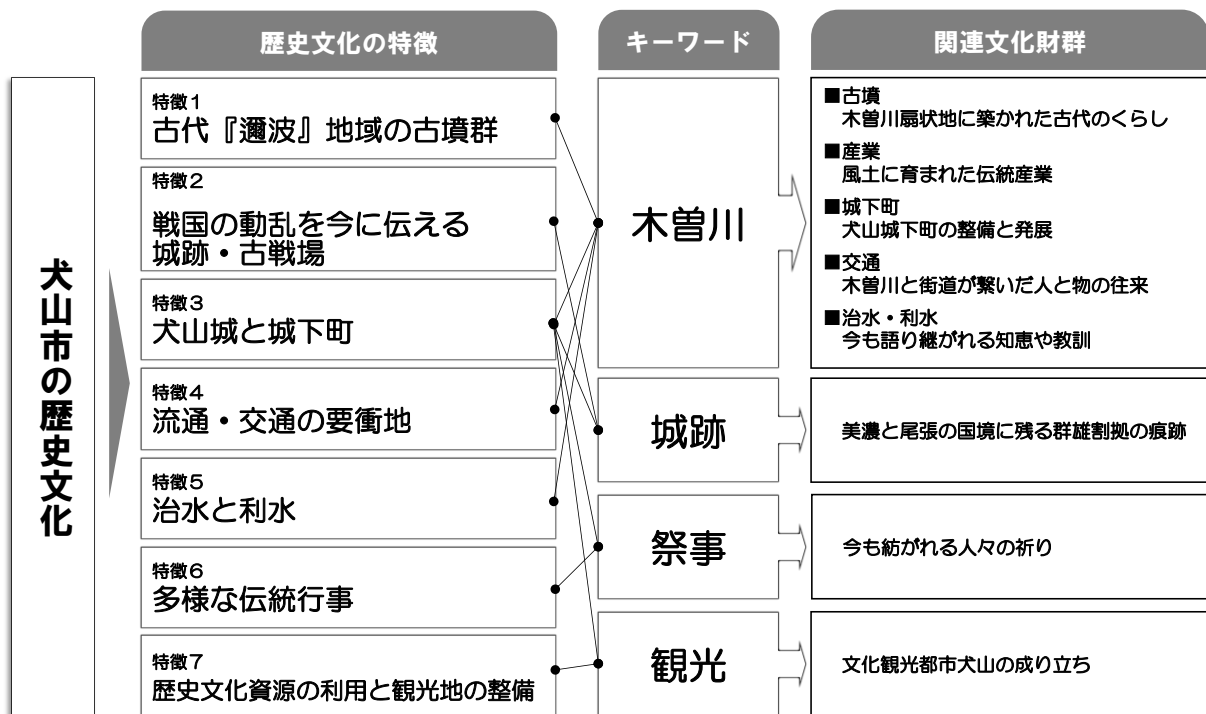 歴史文化の特徴
キーワード
関連文化財群
犬山市の歴史文化
特徴1
古代『邇波』地域の古墳群
特徴2
戦国の動乱を今に伝える
城跡・古戦場
特徴3
犬山城と城下町
特徴4
流通・交通の要衝地
特徴5
治水と利水
特徴6
多様な伝統行事
特徴7
歴史文化資源の利用と観光地の整備
木曽川
城跡
祭事
観光
■古墳
木曽川扇状地に築かれた古代のくらし
■産業
風土に育まれた伝統産業
■城下町
犬山城下町の整備と発展
■交通
木曽川と街道が繋いだ人と物の往来
■治水・利水
今も語り継がれる知恵や教訓
美濃と尾張の国境に残る群雄割拠の痕跡
今も紡がれる人々の祈り
文化観光都市犬山の成り立ち